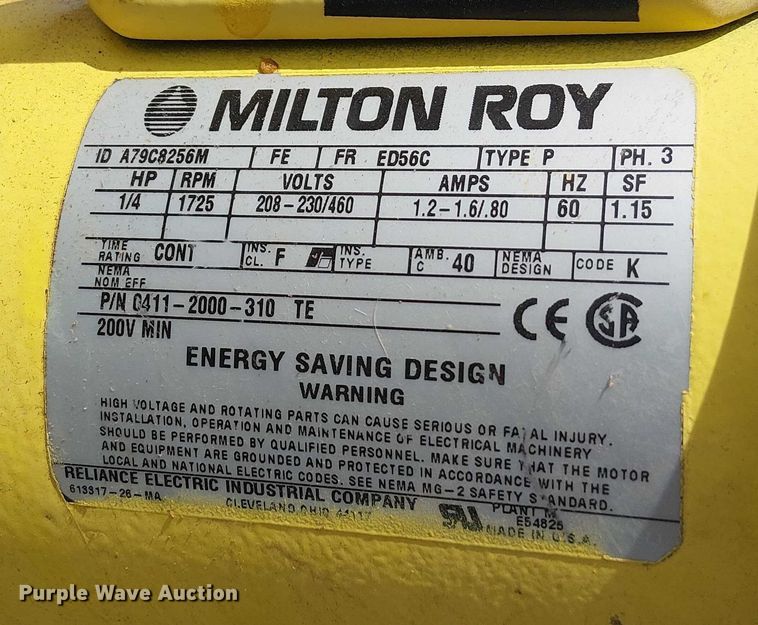 MILTON ROY
ID A79C8256M FE FR ED56C TYPE P PH. 3
HP RPM VOLTS AMPS HZ SF
1/4 1725 208-230/460 1.2-1.6/.80 60 1.15
TIME RATING CONT INS. CL. F INS. TYPE AMB. C 40 NEMA DESIGN CODE K
NEMA
NOM EFF
P/N 0411-2000-310 TE
200V MIN
CE SA
ENERGY SAVING DESIGN
WARNING
HIGH VOLTAGE AND ROTATING PARTS CAN CAUSE SERIOUS OR FATAL INJURY.
INSTALLATION, OPERATION AND MAINTENANCE OF ELECTRICAL MACHINERY
SHOULD BE PERFORMED BY QUALIFIED PERSONNEL. MAKE SURE THAT THE MOTOR
AND EQUIPMENT ARE GROUNDED AND PROTECTED IN ACCORDANCE WITH THE
LOCAL AND NATIONAL ELECTRIC CODES. SEE NEMA MG-2 SAFETY STANDARD.
RELIANCE ELECTRIC INDUSTRIAL COMPANY
613317-26-MA CLEVELAND OHIO 44117
PLANT M
E54825
MADE IN U.S.A.
Purple Wave Auction